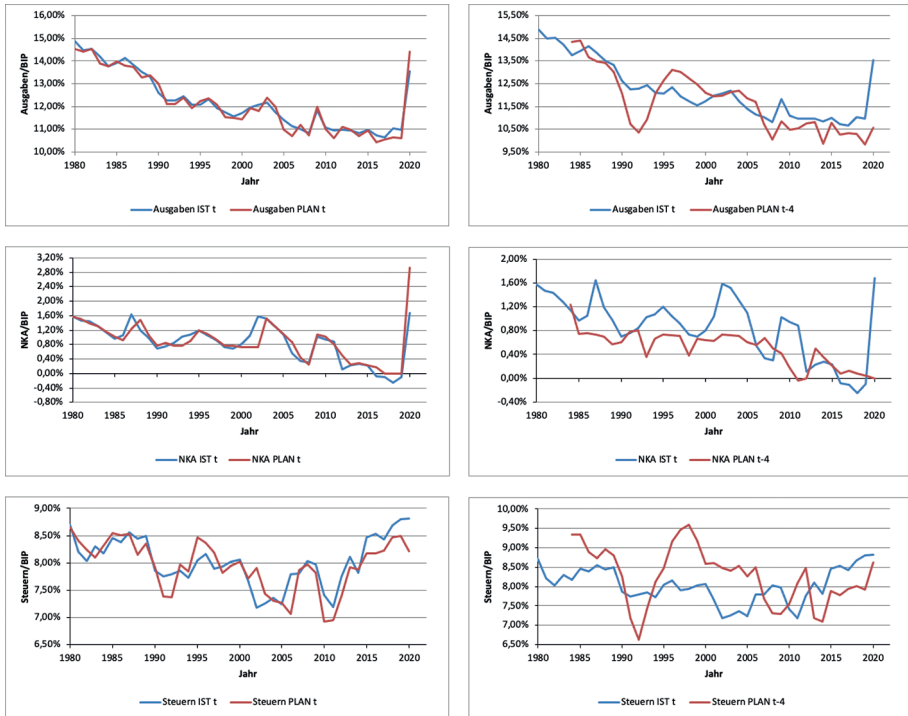 16,00%
15,00%
14,00%
13,00%
12,00%
11,00%
10,00%
Ausgaben/BIP
1980 1985 1990 1995 2000 2005 2010 2015 2020
Jahr
Ausgaben IST t Ausgaben PLAN t
15,50%
14,50%
13,50%
12,50%
11,50%
10,50%
9,50%
Ausgaben/BIP
1980 1985 1990 1995 2000 2005 2010 2015 2020
Jahr
Ausgaben IST t Ausgaben PLAN t-4
3,20%
2,80%
2,40%
2,00%
1,60%
1,20%
0,80%
0,40%
0,00%
-0,40%
-0,80%
NKA/BIP
1980 1985 1990 1995 2000 2005 2010 2015 2020
Jahr
NKA IST t NKA PLAN t
2,00%
1,60%
1,20%
0,80%
0,40%
0,00%
-0,40%
NKA/BIP
1980 1985 1990 1995 2000 2005 2010 2015 2020
Jahr
NKA IST t NKA PLAN t-4
9,00%
8,50%
8,00%
7,50%
7,00%
6,50%
Steuern/BIP
1980 1985 1990 1995 2000 2005 2010 2015 2020
Jahr
Steuern IST t Steuern PLAN t
10,00%
9,50%
9,00%
8,50%
8,00%
7,50%
7,00%
6,50%
Steuern/BIP
1980 1985 1990 1995 2000 2005 2010 2015 2020
Jahr
Steuern IST t Steuern PLAN t-4